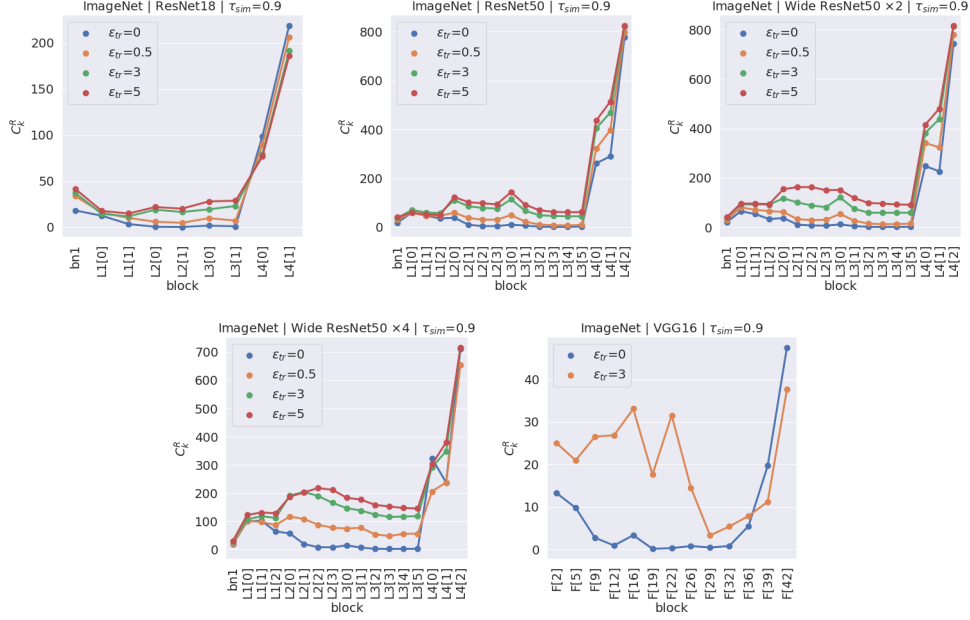 ImageNet | ResNet18 | τsim=0.9
200
150
100
50
0
C_k^R
εtr=0
εtr=0.5
εtr=3
εtr=5
bn1
L1[0]
L1[1]
L2[0]
L2[1]
L3[0]
L3[1]
L4[0]
L4[1]
block
ImageNet | ResNet50 | τsim=0.9
800
600
400
200
0
C_k^R
εtr=0
εtr=0.5
εtr=3
εtr=5
bn1
L1[0]
L1[1]
L1[2]
L2[0]
L2[1]
L2[2]
L2[3]
L3[0]
L3[1]
L3[2]
L3[3]
L3[4]
L3[5]
L4[0]
L4[1]
L4[2]
block
ImageNet | Wide ResNet50 ×2 | τsim=0.9
800
600
400
200
0
C_k^R
εtr=0
εtr=0.5
εtr=3
εtr=5
bn1
L1[0]
L1[1]
L1[2]
L2[0]
L2[1]
L2[2]
L2[3]
L3[0]
L3[1]
L3[2]
L3[3]
L3[4]
L3[5]
L4[0]
L4[1]
L4[2]
block
ImageNet | Wide ResNet50 ×4 | τsim=0.9
700
600
500
400
300
200
100
0
C_k^R
εtr=0
εtr=0.5
εtr=3
εtr=5
bn1
L1[0]
L1[1]
L1[2]
L2[0]
L2[1]
L2[2]
L2[3]
L3[0]
L3[1]
L3[2]
L3[3]
L3[4]
L3[5]
L4[0]
L4[1]
L4[2]
block
ImageNet | VGG16 | τsim=0.9
40
30
20
10
0
C_k^R
εtr=0
εtr=3
F[2]
F[5]
F[9]
F[12]
F[16]
F[19]
F[22]
F[26]
F[29]
F[32]
F[36]
F[39]
F[42]
block